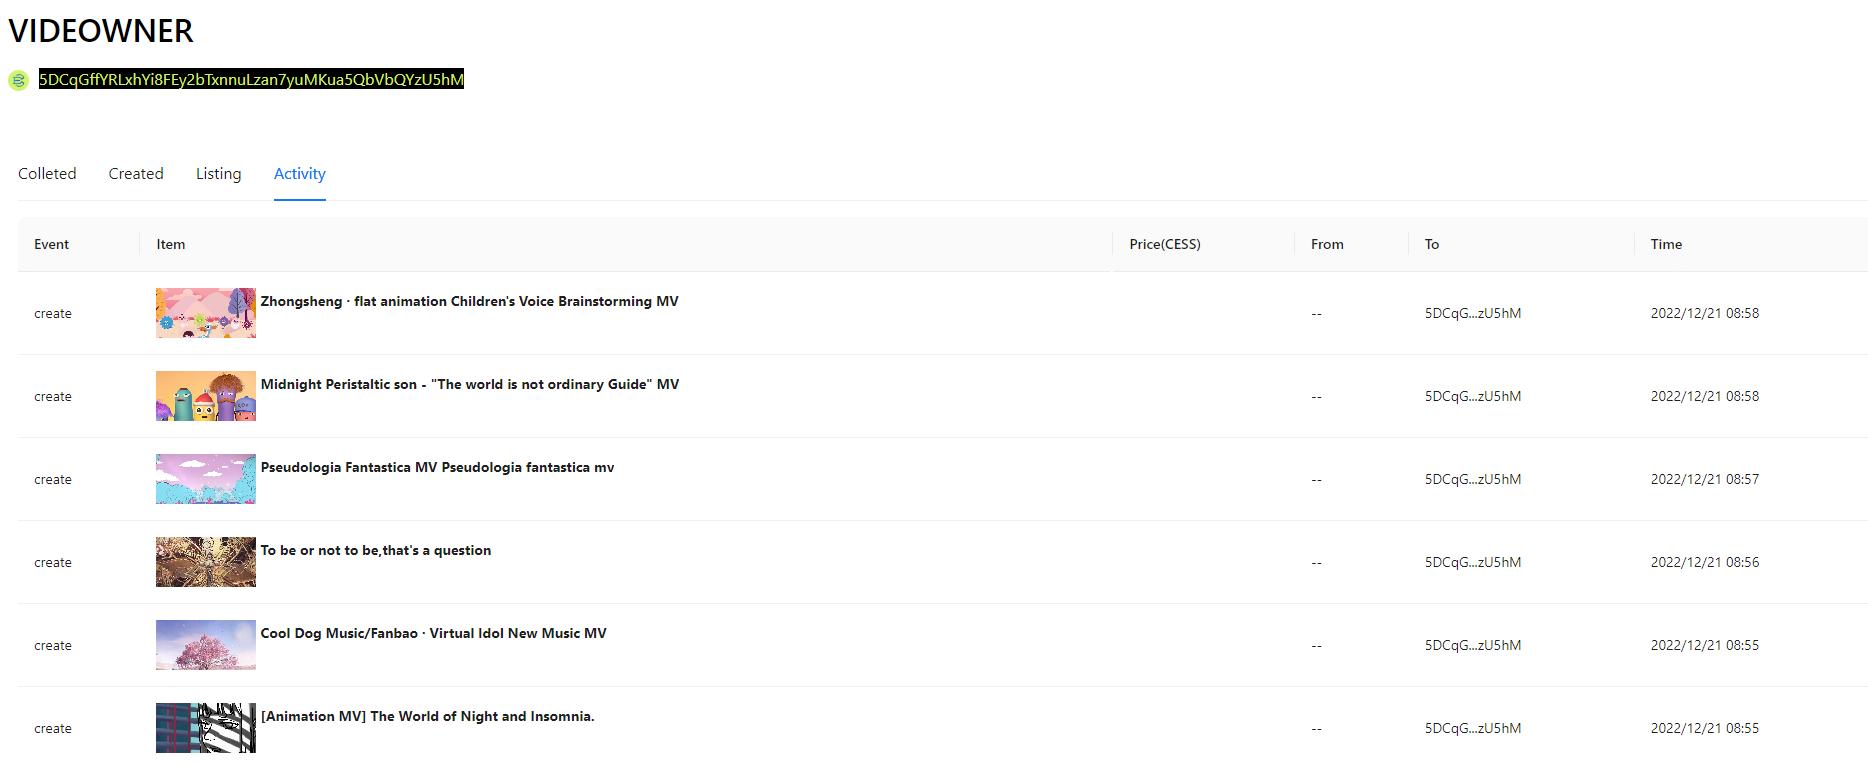 VIDEOWNER
5DCqGffYRLxhYi8FEy2bTxnnuLzan7yuMKua5QbVbQYzU5hM
Colleted Created Listing Activity
Event Item Price(CESS) From To Time
create Zhongsheng · flat animation Children's Voice Brainstorming MV -- 5DCqG...zU5hM 2022/12/21 08:58
create Midnight Peristaltic son - "The world is not ordinary Guide" MV -- 5DCqG...zU5hM 2022/12/21 08:58
create Pseudologia Fantastica MV Pseudologia fantastica mv -- 5DCqG...zU5hM 2022/12/21 08:57
create To be or not to be,that's a question -- 5DCqG...zU5hM 2022/12/21 08:56
create Cool Dog Music/Fanbao · Virtual Idol New Music MV -- 5DCqG...zU5hM 2022/12/21 08:55
create [Animation MV] The World of Night and Insomnia. -- 5DCqG...zU5hM 2022/12/21 08:55